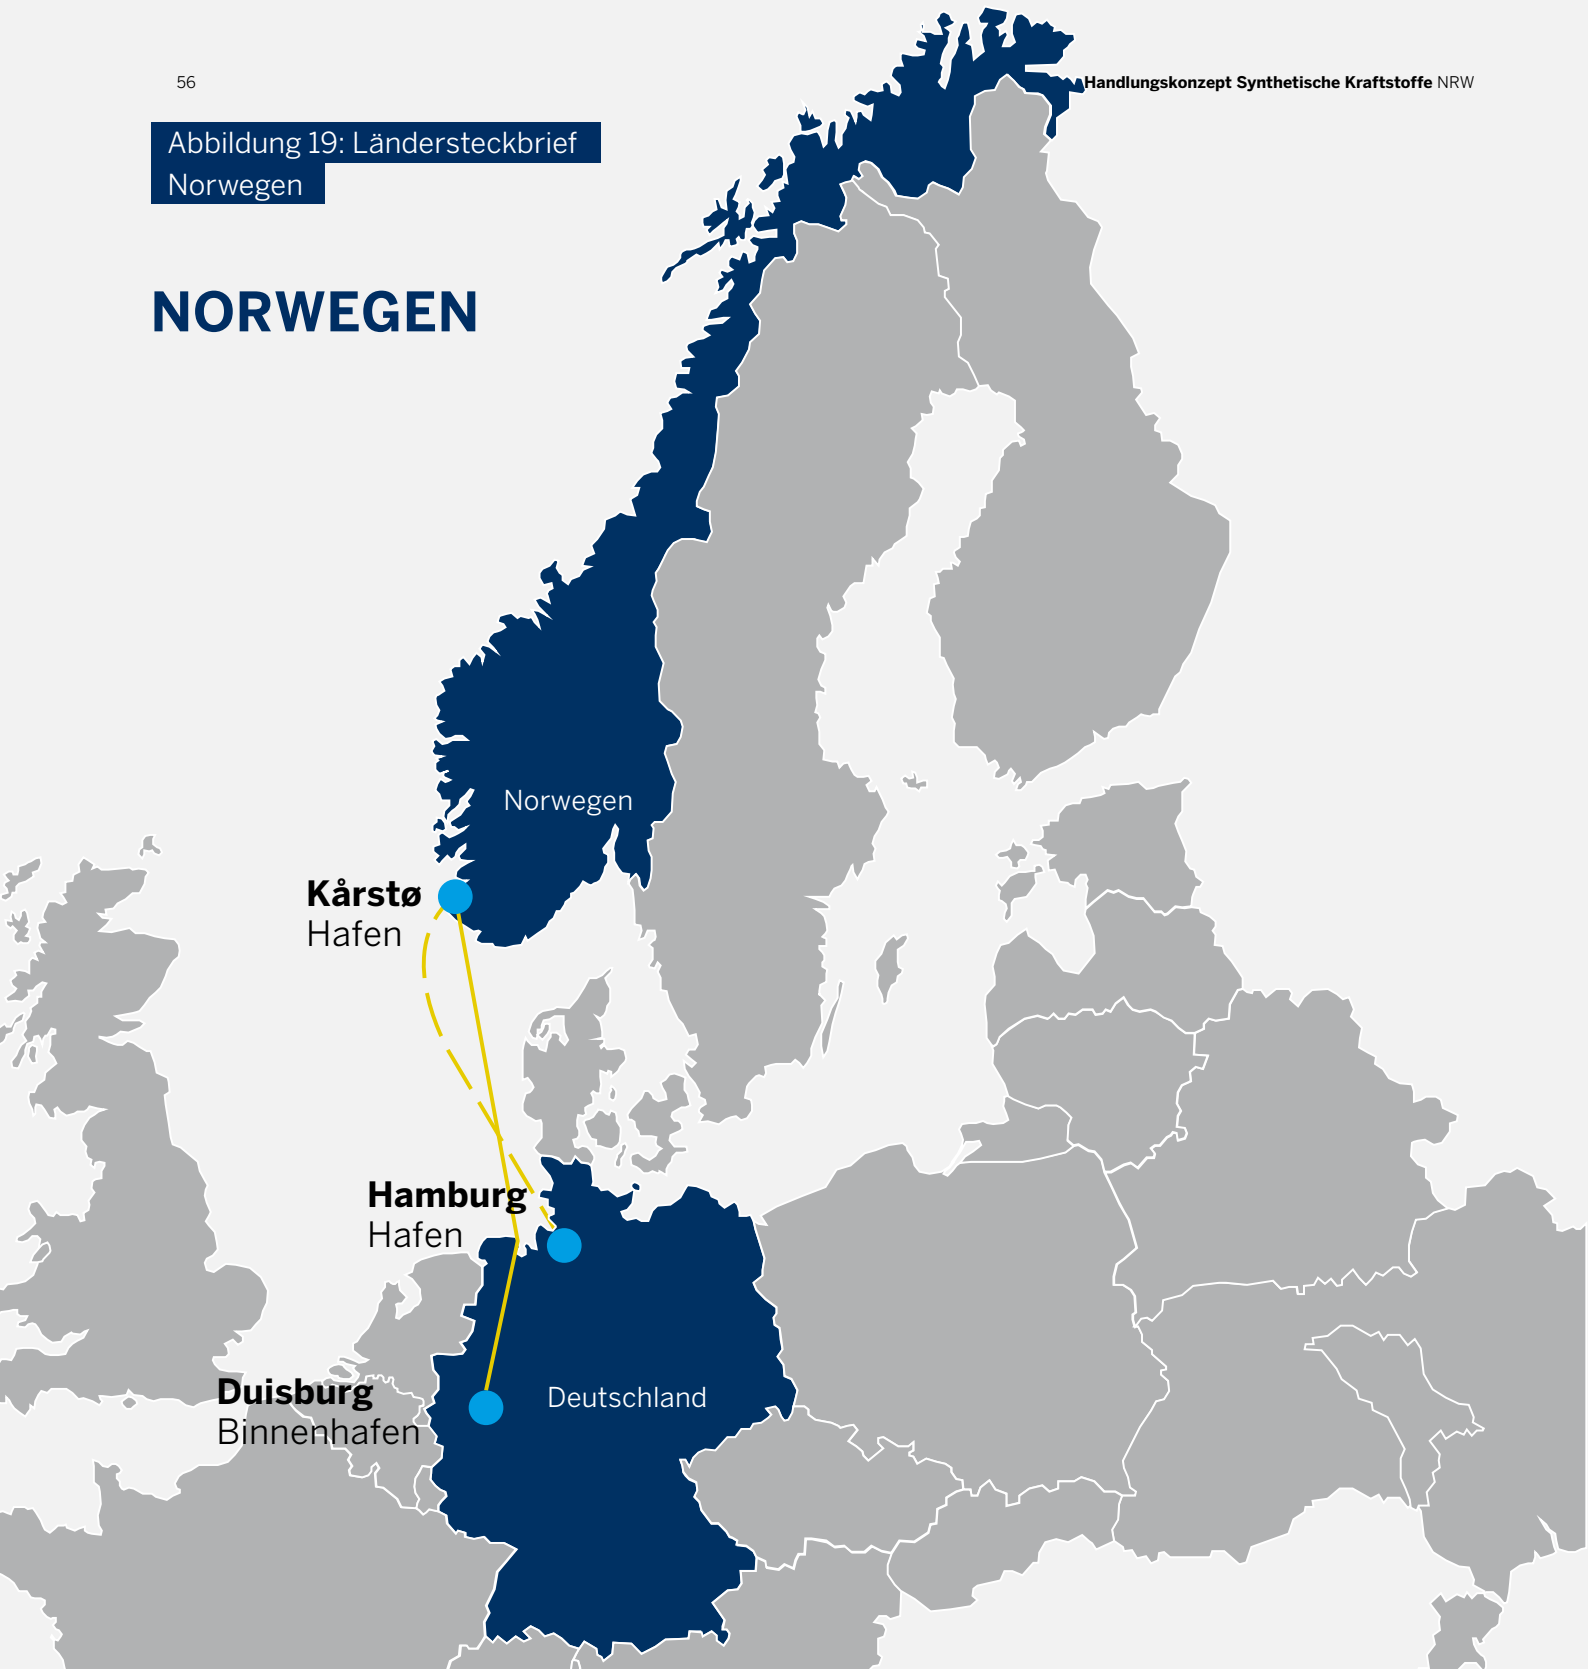 56
Handlungskonzept Synthetische Kraftstoffe NRW
Abbildung 19: Ländersteckbrief
Norwegen
NORWEGEN
Norwegen
Kårstø
Hafen
Hamburg
Hafen
Duisburg
Binnenhafen
Deutschland